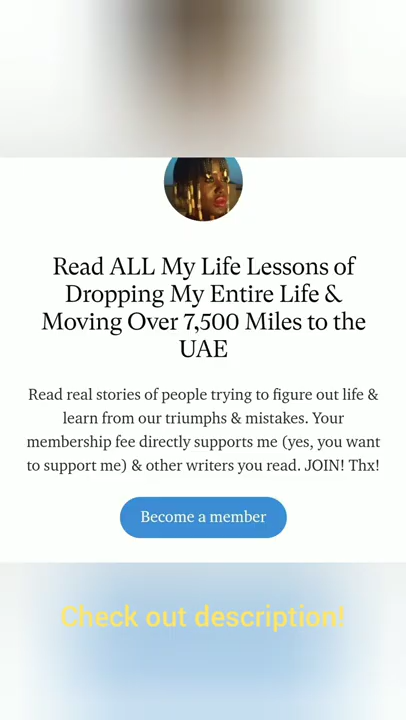 Read ALL My Life Lessons of
Dropping My Entire Life &
Moving Over 7,500 Miles to the
UAE
Read real stories of people trying to figure out life &
learn from our triumphs & mistakes. Your
membership fee directly supports me (yes, you want
to support me) & other writers you read. JOIN! Thx!
Become a member
Check out description!